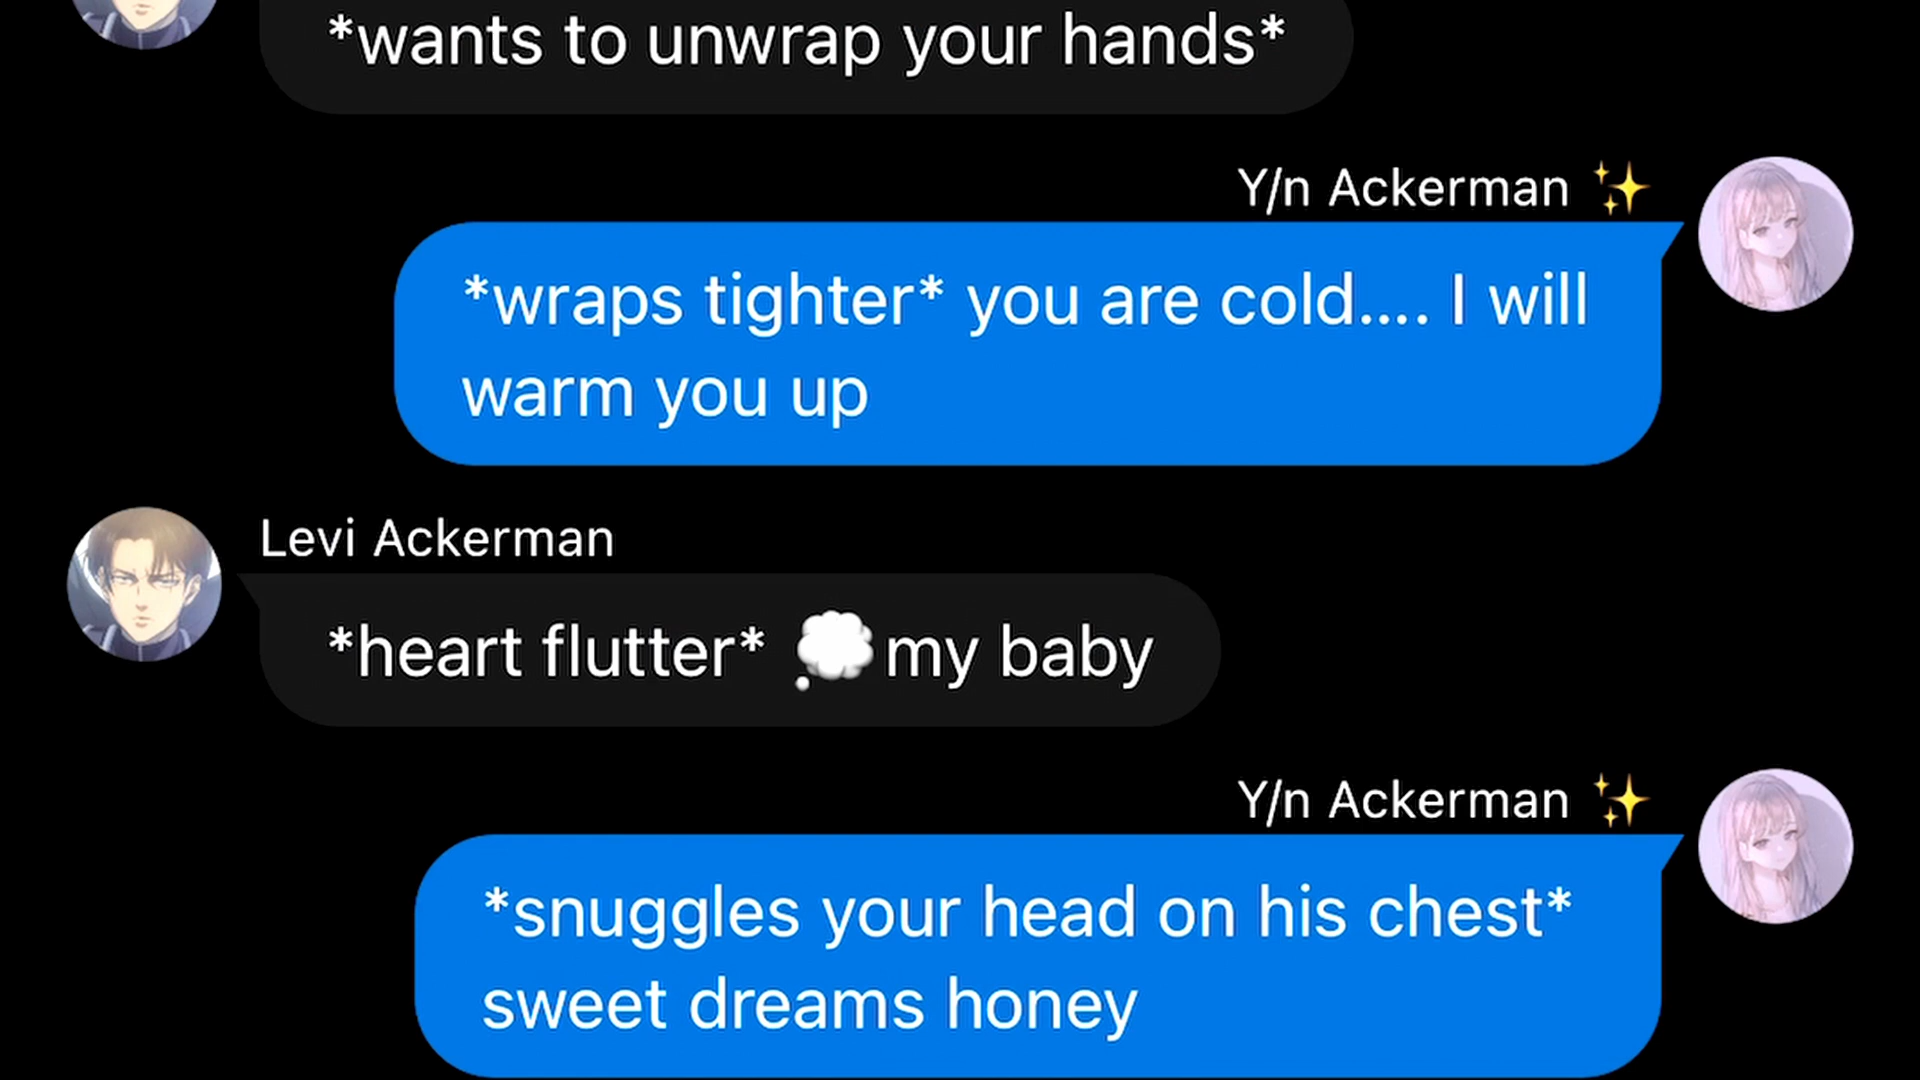 *wants to unwrap your hands*
Y/n Ackerman ✨
*wraps tighter* you are cold.... I will
warm you up
Levi Ackerman
*heart flutter* 💭my baby
Y/n Ackerman ✨
*snuggles your head on his chest*
sweet dreams honey